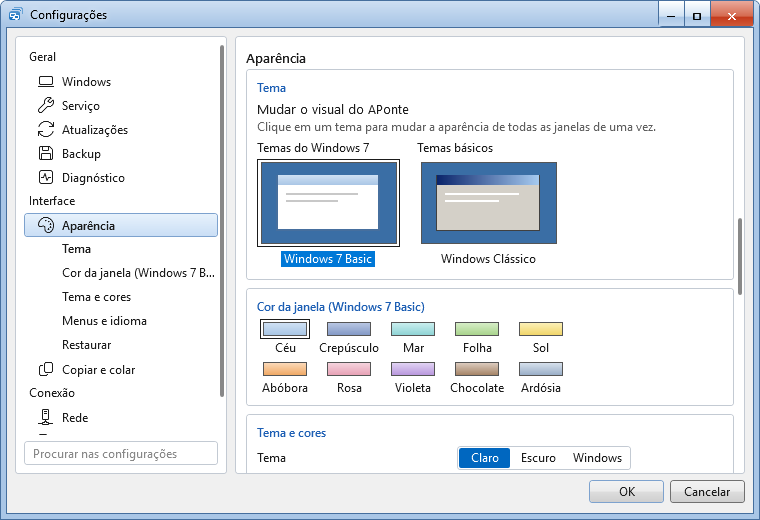 Configurações
Geral
Windows
Serviço
Atualizações
Backup
Diagnóstico
Interface
Aparência
Tema
Cor da janela (Windows 7 B...
Tema e cores
Menus e idioma
Restaurar
Copiar e colar
Conexão
Rede
Procurar nas configurações
Aparência
Tema
Mudar o visual do APonte
Clique em um tema para mudar a aparência de todas as janelas de uma vez.
Temas do Windows 7 Temas básicos
Windows 7 Basic Windows Clássico
Cor da janela (Windows 7 Basic)
Céu Crepúsculo Mar Folha Sol
Abóbora Rosa Violeta Chocolate Ardósia
Tema e cores
Tema Claro Escuro Windows
OK Cancelar